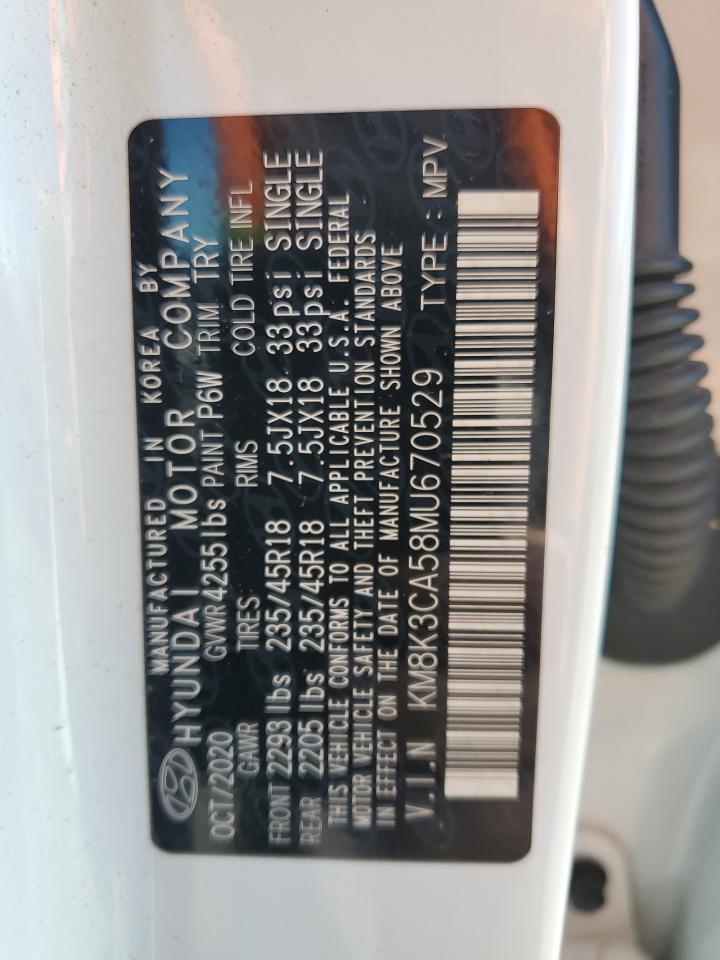 MANUFACTURED IN KOREA BY
HYUNDAI MOTOR COMPANY
OCT/2020 GVWR 4255lbs PAINT P6W TRIM TRY
GAWR TIRES RIMS COLD TIRE INFL
FRONT 2293 lbs 235/45R18 7.5JX18 33psi SINGLE
REAR 2205 lbs 235/45R18 7.5JX18 33psi SINGLE
THIS VEHICLE CONFORMS TO ALL APPLICABLE U.S.A. FEDERAL
MOTOR VEHICLE SAFETY AND THEFT PREVENTION STANDARDS
IN EFFECT ON THE DATE OF MANUFACTURE SHOWN ABOVE
V.I.N KM8K3CA58MU670529 TYPE : MPV